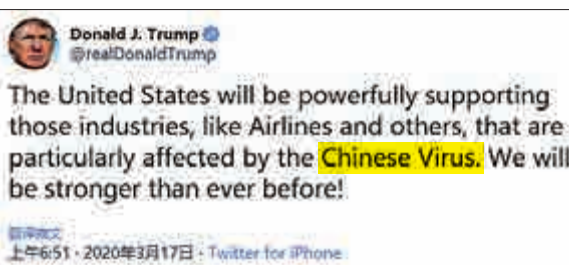 Donald J. Trump
@realDonaldTrump
The United States will be powerfully supporting
those industries, like Airlines and others, that are
particularly affected by the Chinese Virus. We will
be stronger than ever before!
翻译推文
上午6:51 · 2020年3月17日 · Twitter for iPhone